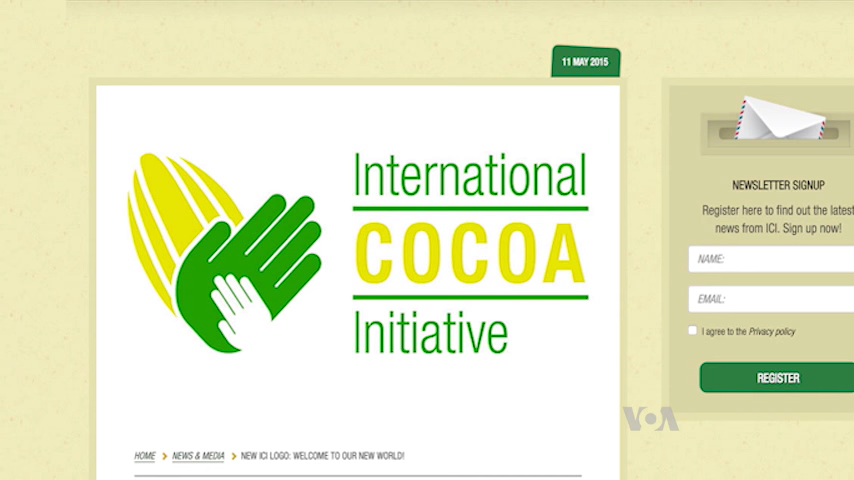 11 MAY 2015
International
COCOA
Initiative
NEWSLETTER SIGNUP
Register here to find out the latest
news from ICI. Sign up now!
NAME:
EMAIL:
I agree to the Privacy policy
REGISTER
VOA
HOME > NEWS & MEDIA > NEW ICI LOGO: WELCOME TO OUR NEW WORLD!